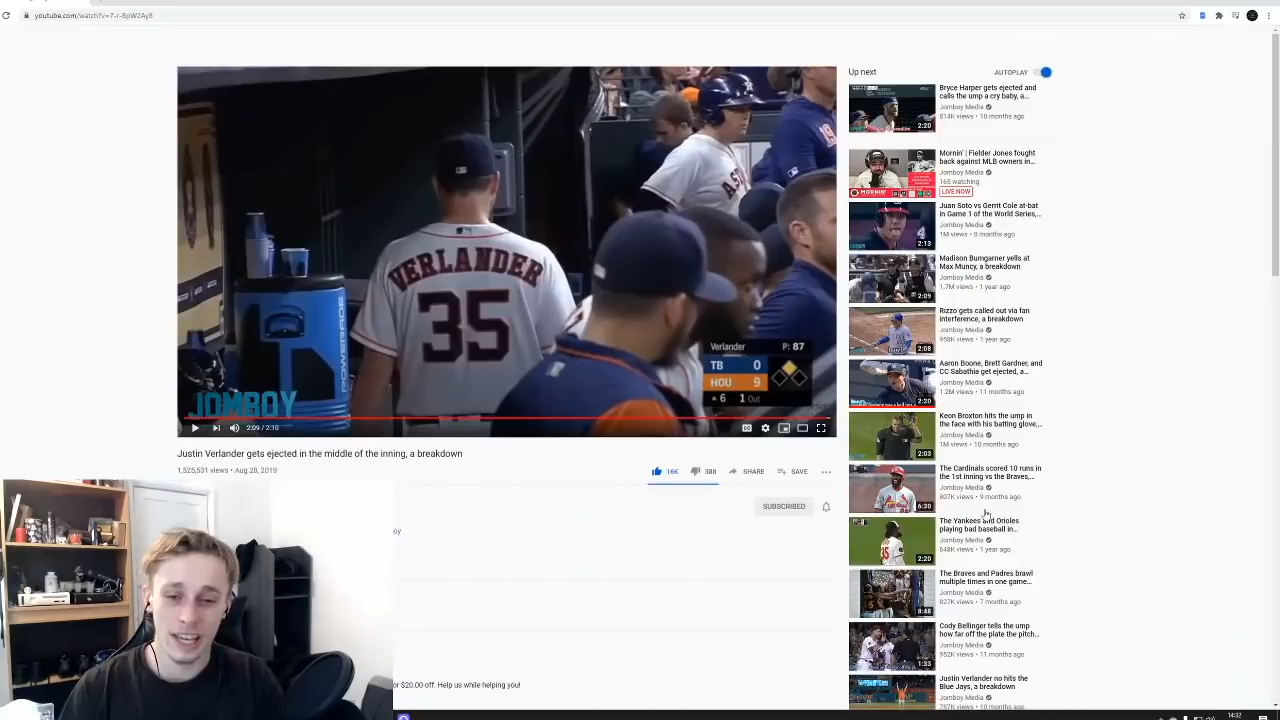 youtube.com/watch?v=7-r-BpW2Ay8
VERLANDER
35
AST
POWERADE
Verlander P: 87
TB 0
HOU 9
▲ 6 1 Out
JOMBOY
2:09 / 2:10
Justin Verlander gets ejected in the middle of the inning, a breakdown
1,525,531 views • Aug 28, 2019
16K 388 SHARE SAVE
SUBSCRIBED
oy
or $20.00 off. Help us while helping you!
Up next AUTOPLAY
Bryce Harper gets ejected and
calls the ump a cry baby, a...
Jomboy Media
814K views • 10 months ago
2:20
Mornin' | Fielder Jones fought
back against MLB owners in...
Jomboy Media
165 watching
LIVE NOW
MORNIN'
Juan Soto vs Gerrit Cole at-bat
in Game 1 of the World Series,...
Jomboy Media
1M views • 8 months ago
2:13
Madison Bumgarner yells at
Max Muncy, a breakdown
Jomboy Media
1.7M views • 1 year ago
2:09
Rizzo gets called out via fan
interference, a breakdown
Jomboy Media
958K views • 1 year ago
2:08
Aaron Boone, Brett Gardner, and
CC Sabathia get ejected, a...
Jomboy Media
1.2M views • 11 months ago
2:20
Keon Broxton hits the ump in
the face with his batting glove,...
Jomboy Media
1M views • 10 months ago
2:03
The Cardinals scored 10 runs in
the 1st inning vs the Braves,...
Jomboy Media
807K views • 9 months ago
6:30
The Yankees and Orioles
playing bad baseball in...
Jomboy Media
648K views • 1 year ago
2:20
The Braves and Padres brawl
multiple times in one game...
Jomboy Media
827K views • 7 months ago
8:48
Cody Bellinger tells the ump
how far off the plate the pitch...
Jomboy Media
952K views • 11 months ago
1:33
Justin Verlander no hits the
Blue Jays, a breakdown
Jomboy Media
787K views • 10 months ago
14:32